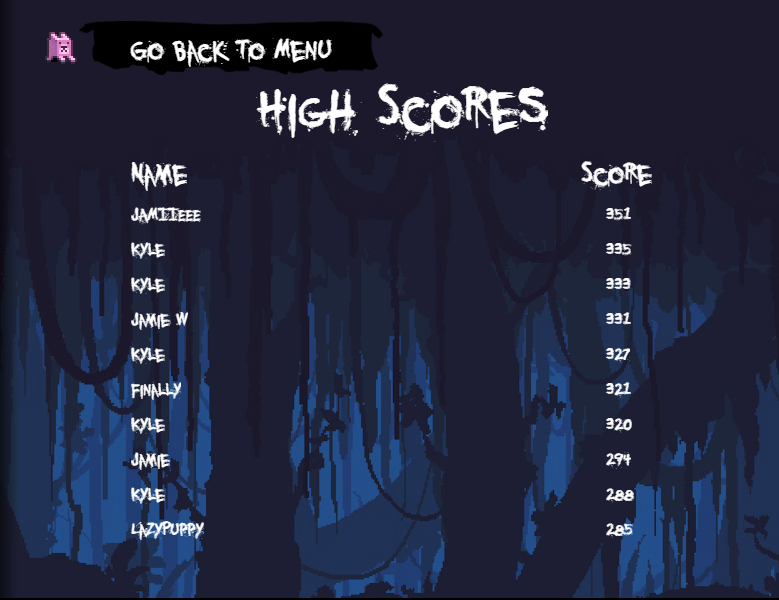 GO BACK TO MENU
HIGH SCORES
NAME SCORE
JAMIIEEE 351
KYLE 335
KYLE 333
JAMIE W 331
KYLE 327
FINALLY 321
KYLE 320
JAMIE 294
KYLE 288
LAZYPUPPY 285